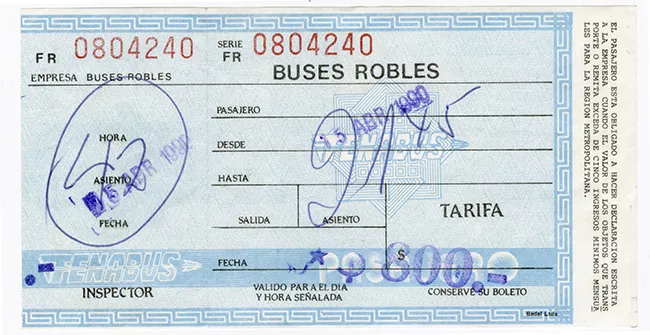 FR 0804240
EMPRESA BUSES ROBLES
HORA
ASIENTO
15 ABR 1990
FECHA
FENABUS
INSPECTOR
SERIE
FR 0804240
BUSES ROBLES
PASAJERO
15 ABR 1990
DESDE
FENABUS
HASTA
SALIDA
ASIENTO
TARIFA
FECHA
$ 800.-
VALIDO PARA EL DIA
Y HORA SEÑALADA
CONSERVE SU BOLETO
EL PASAJERO ESTA OBLIGADO A HACER DECLARACION ESCRITA
A LA EMPRESA CUANDO EL VALOR DE LOS OBJETOS QUE TRANS
PORTE O REMITA EXCEDA DE CINCO INGRESOS MINIMOS MENSUA
LES PARA LA REGION METROPOLITANA.